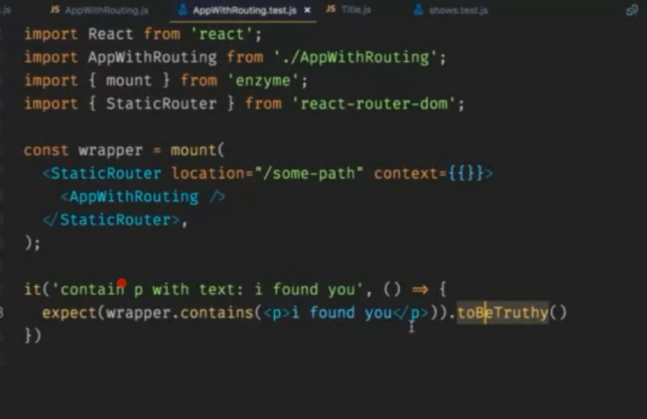 .js AppWithRouting.js AppWithRouting.test.js × JS Title.js shows.test.js
import React from 'react';
import AppWithRouting from './AppWithRouting';
import { mount } from 'enzyme';
import { StaticRouter } from 'react-router-dom';
const wrapper = mount(
<StaticRouter location="/some-path" context={{}}>
<AppWithRouting />
</StaticRouter>,
);
it('contain p with text: i found you', () => {
expect(wrapper.contains(<p>i found you</p>)).toBeTruthy()
})